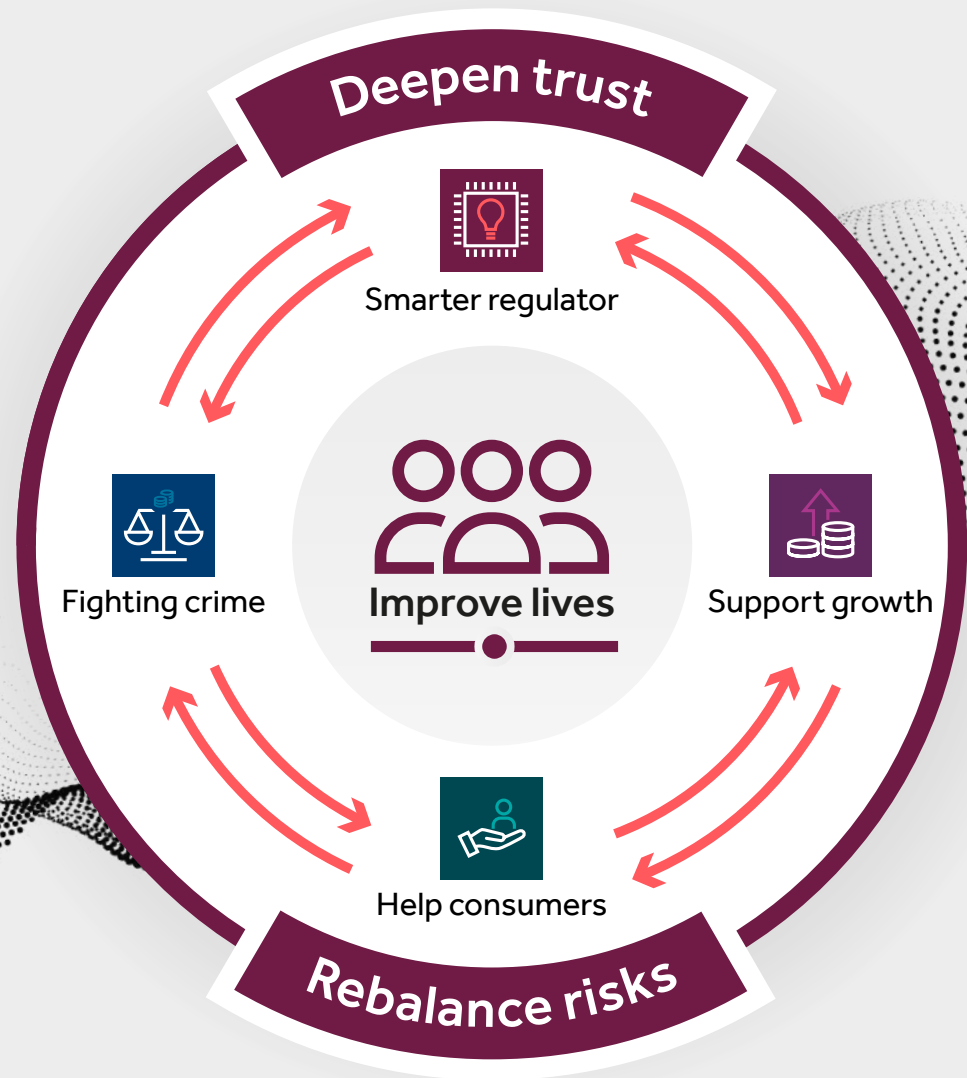 Deepen trust
Smarter regulator
Fighting crime
Improve lives
Support growth
Help consumers
Rebalance risks